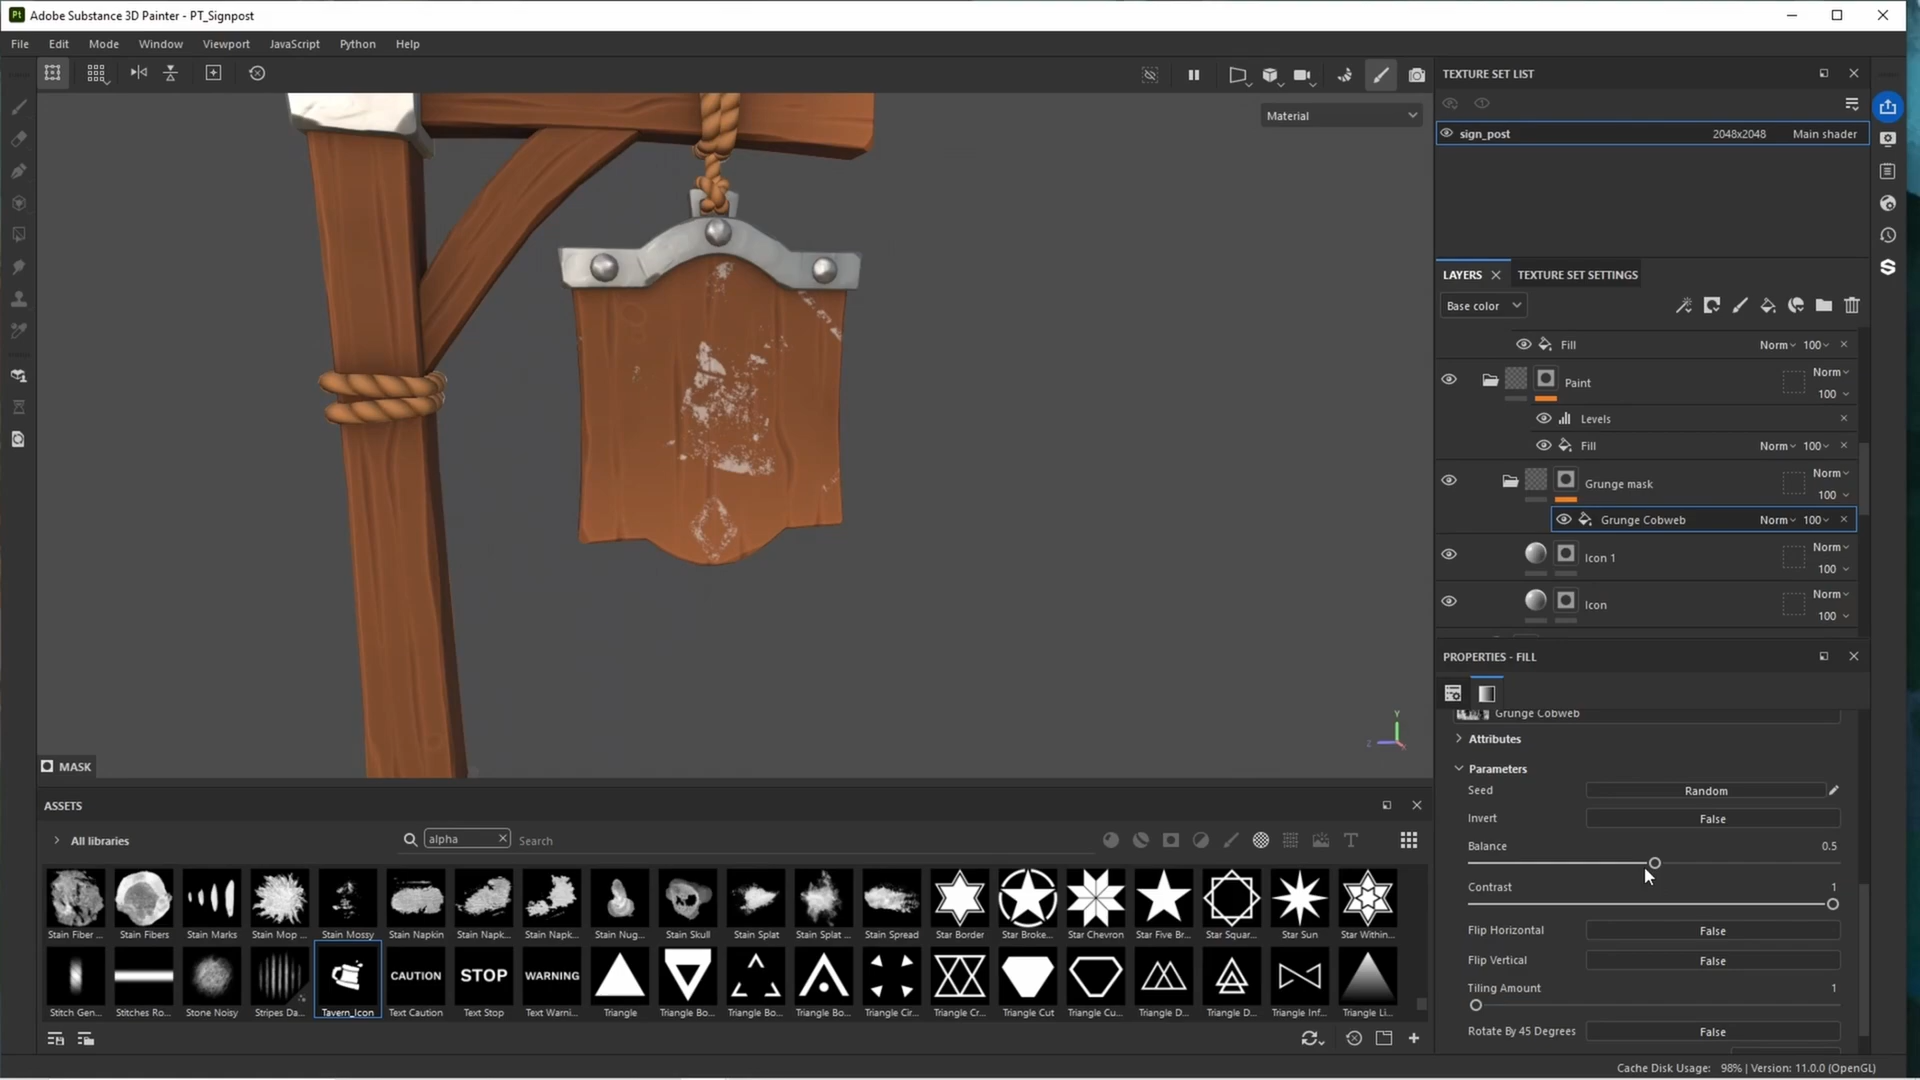 Pt Adobe Substance 3D Painter - PT_Signpost
File Edit Mode Window Viewport JavaScript Python Help
Material
TEXTURE SET LIST
sign_post 2048x2048 Main shader
LAYERS TEXTURE SET SETTINGS
Base color
Fill Norm 100
Paint Norm
100
Levels
Fill Norm 100
Grunge mask Norm
100
Grunge Cobweb Norm 100
Icon 1 Norm
100
Icon Norm
100
PROPERTIES - FILL
Grunge Cobweb
Attributes
Parameters
Seed Random
Invert False
Balance 0.5
Contrast 1
Flip Horizontal False
Flip Vertical False
Tiling Amount 1
Rotate By 45 Degrees False
Y
Z
MASK
ASSETS
All libraries alpha Search
Stain Fiber ... Stain Fibers Stain Marks Stain Mop ... Stain Mossy Stain Napkin Stain Napk... Stain Napk... Stain Nug... Stain Skull Stain Splat Stain Splat ... Stain Spread Star Border Star Broke... Star Chevron Star Five Br... Star Squar... Star Sun Star Within...
CAUTION STOP WARNING
Stitch Gen... Stitches Ro... Stone Noisy Stripes Da... Tavern_Icon Text Caution Text Stop Text Warni... Triangle Triangle Bo... Triangle Bo... Triangle Bo... Triangle Cir... Triangle Cr... Triangle Cut Triangle Cu... Triangle D... Triangle D... Triangle Inf... Triangle Li...
Cache Disk Usage: 98% | Version: 11.0.0 (OpenGL)